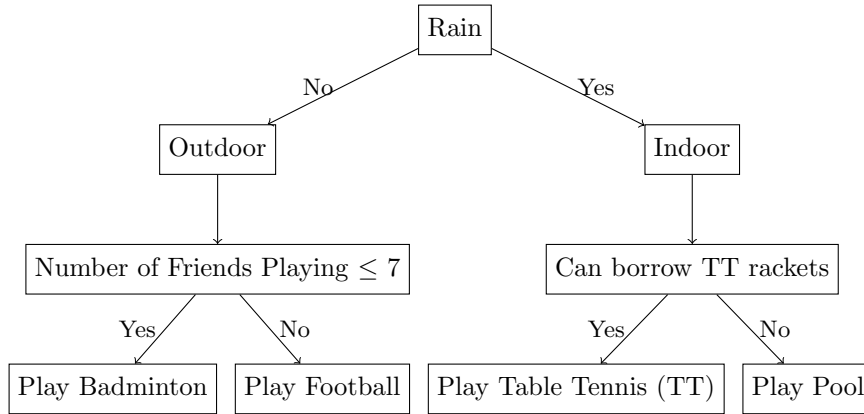 Rain
No
Yes
Outdoor
Indoor
Number of Friends Playing ≤ 7
Can borrow TT rackets
Yes
No
Yes
No
Play Badminton
Play Football
Play Table Tennis (TT)
Play Pool